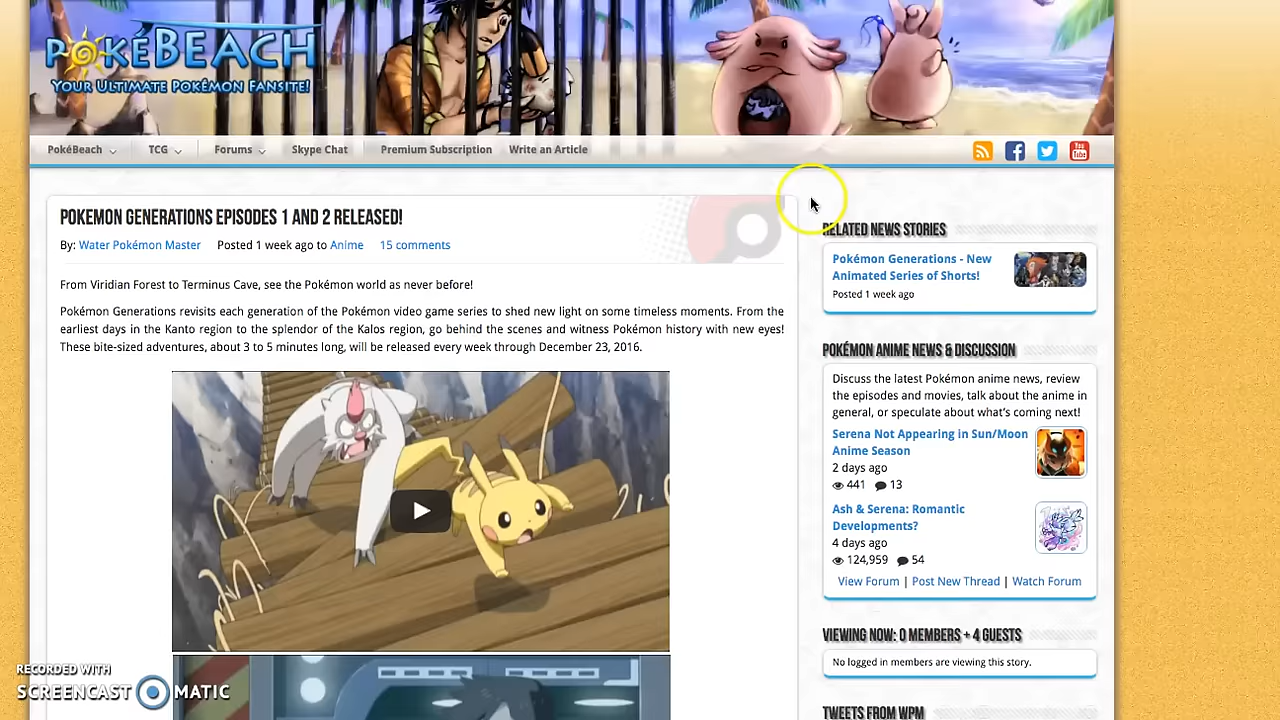 POKÉBEACH
YOUR ULTIMATE POKÉMON FANSITE!
PokéBeach TCG Forums Skype Chat Premium Subscription Write an Article
You Tube
POKEMON GENERATIONS EPISODES 1 AND 2 RELEASED!
By: Water Pokémon Master Posted 1 week ago to Anime 15 comments
From Viridian Forest to Terminus Cave, see the Pokémon world as never before!
Pokémon Generations revisits each generation of the Pokémon video game series to shed new light on some timeless moments. From the
earliest days in the Kanto region to the splendor of the Kalos region, go behind the scenes and witness Pokémon history with new eyes!
These bite-sized adventures, about 3 to 5 minutes long, will be released every week through December 23, 2016.
RELATED NEWS STORIES
Pokémon Generations - New
Animated Series of Shorts!
Posted 1 week ago
POKÉMON ANIME NEWS & DISCUSSION
Discuss the latest Pokémon anime news, review
the episodes and movies, talk about the anime in
general, or speculate about what's coming next!
Serena Not Appearing in Sun/Moon
Anime Season
2 days ago
441 13
Ash & Serena: Romantic
Developments?
4 days ago
124,959 54
View Forum | Post New Thread | Watch Forum
VIEWING NOW: 0 MEMBERS + 4 GUESTS
No logged in members are viewing this story.
TWEETS FROM WPM
RECORDED WITH
SCREENCAST MATIC